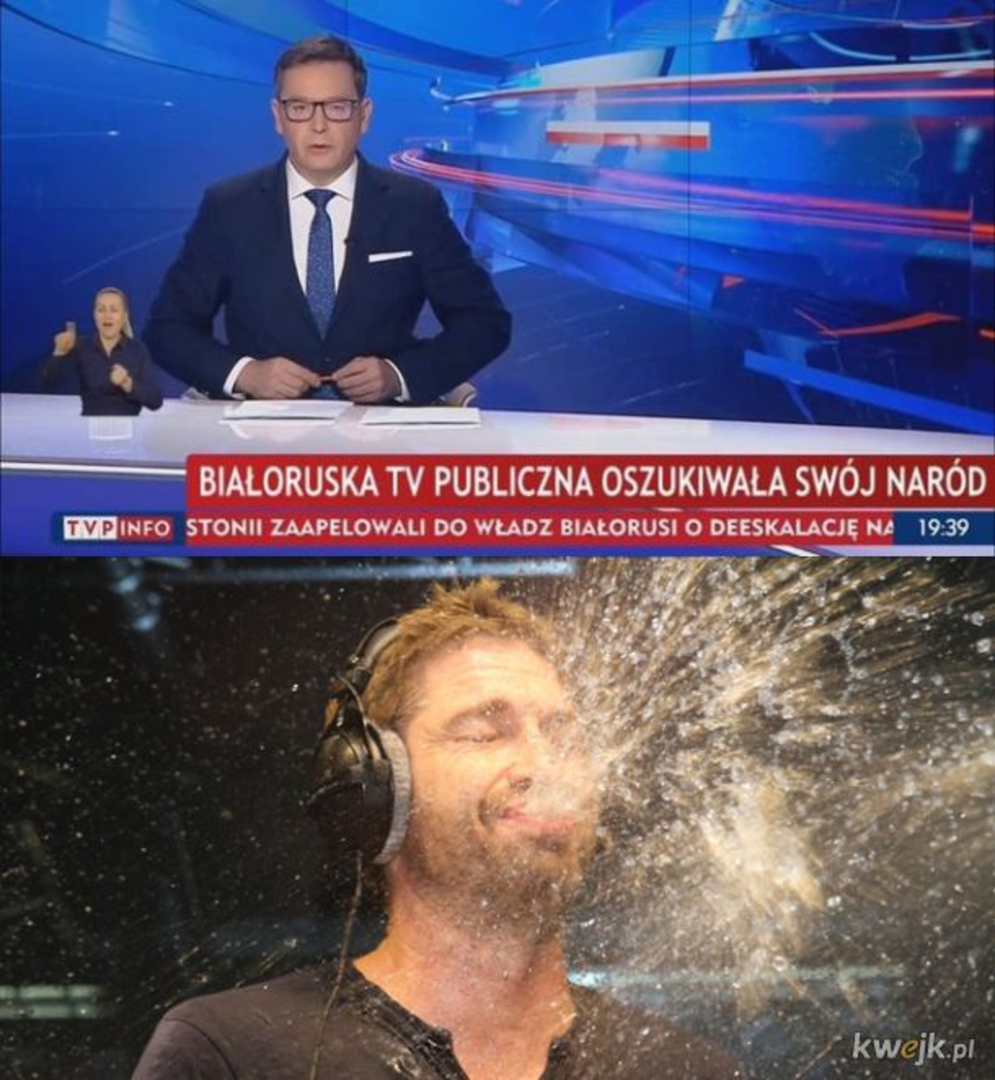 BIAŁORUSKA TV PUBLICZNA OSZUKIWAŁA SWÓJ NARÓD
TVP INFO STONII ZAAPELOWALI DO WŁADZ BIAŁORUSI O DEESKALACJĘ NA 19:39
kwejk.pl